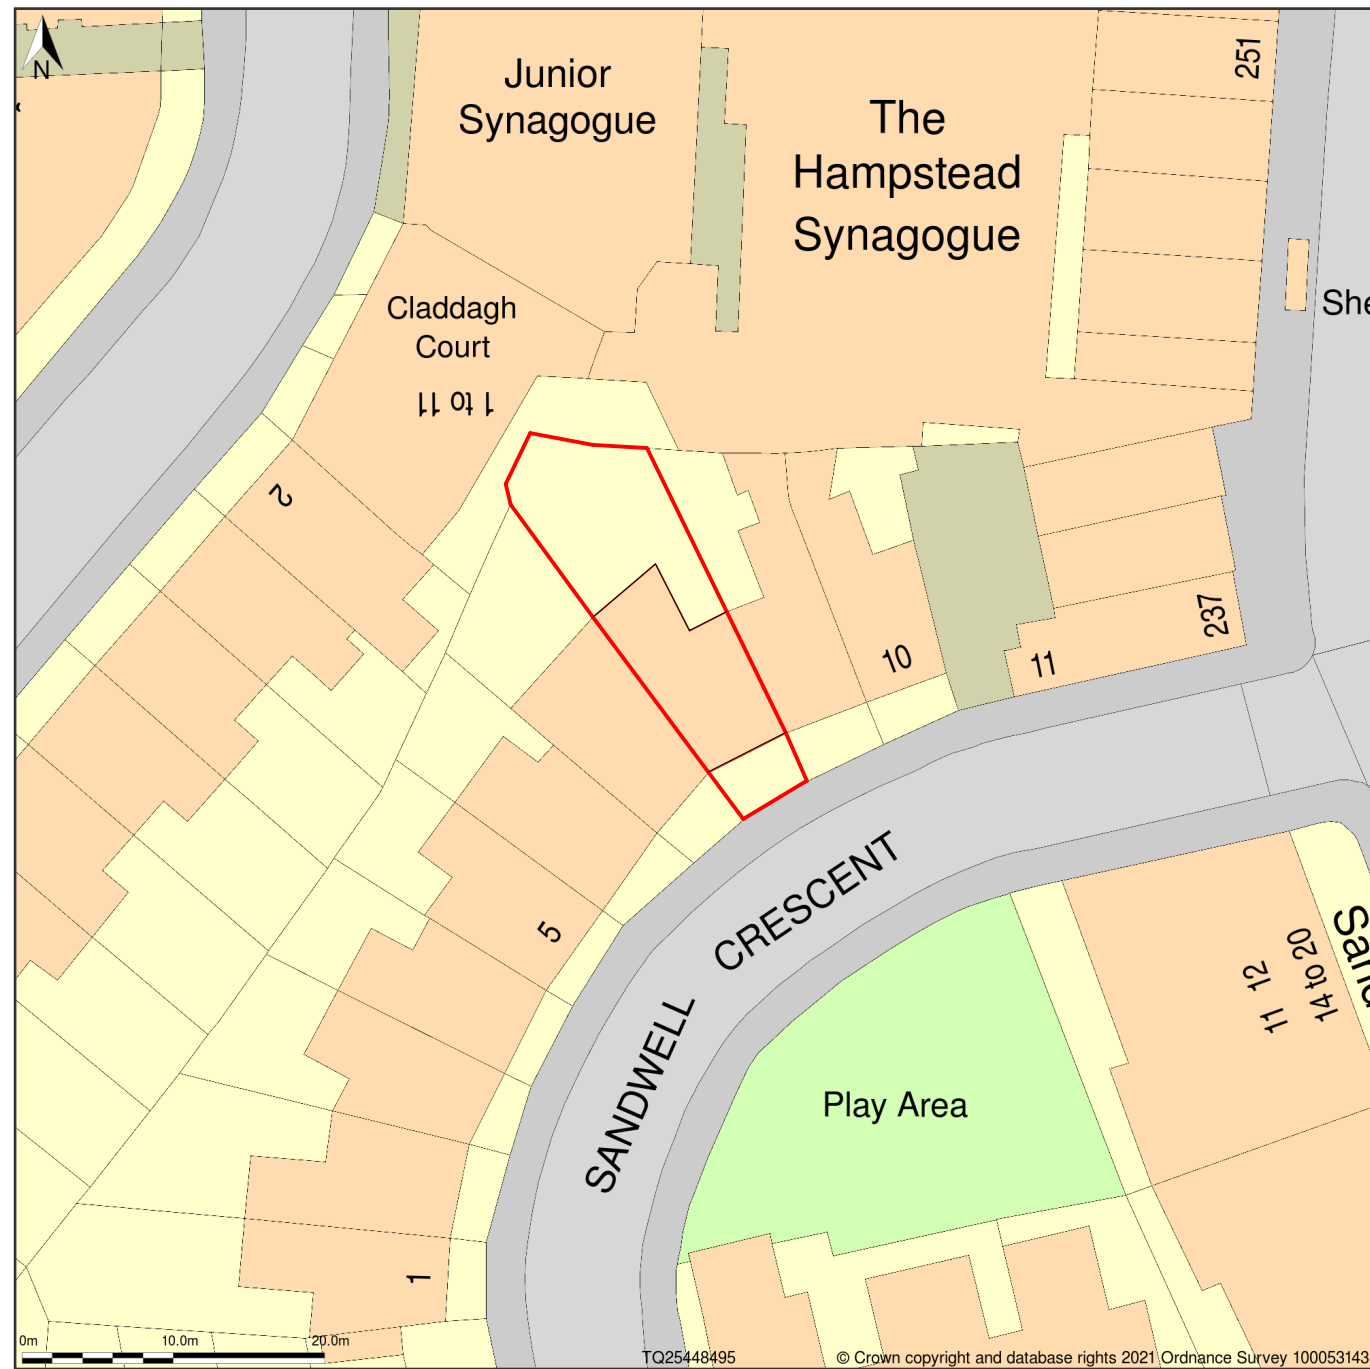 N
Junior
Synagogue
The
Hampstead
Synagogue
251
She
Claddagh
Court
1 to 11
2
10
11
237
5
SANDWELL CRESCENT
Sand
11 12
14 to 20
Play Area
1
0m 10.0m 20.0m
TQ25448495
© Crown copyright and database rights 2021 Ordnance Survey 100053143